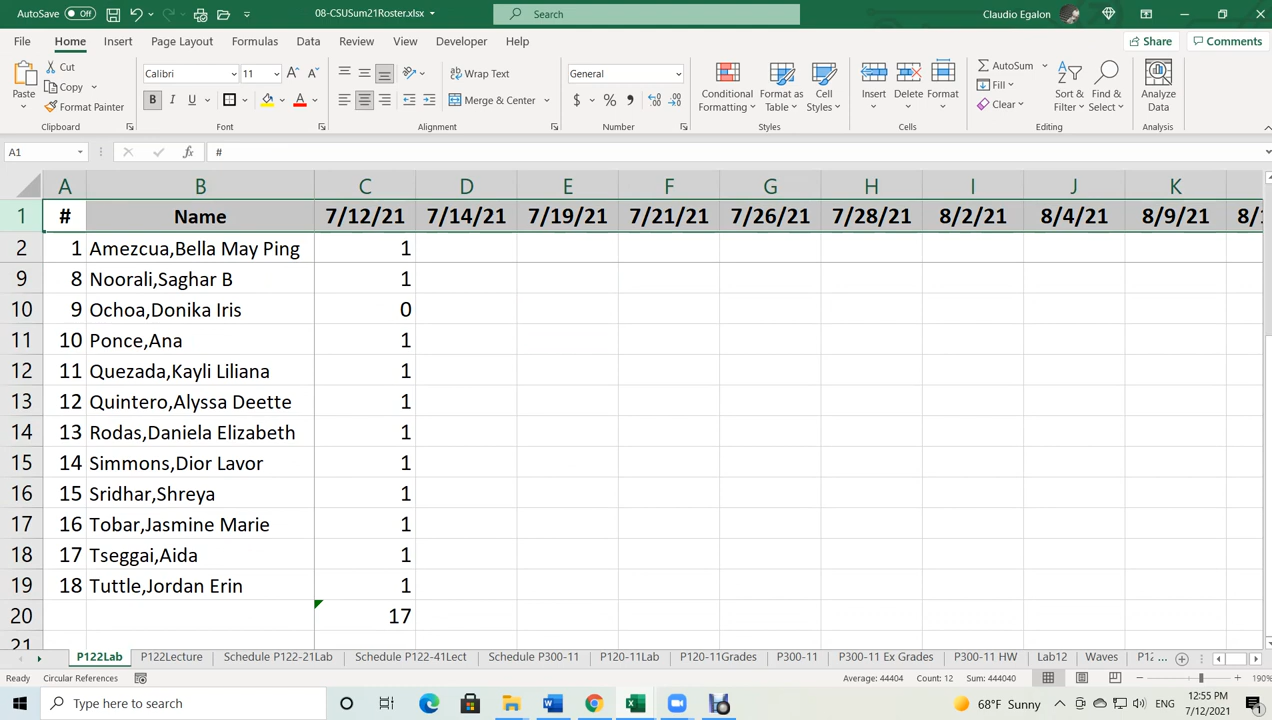 AutoSave Off 08-CSUSum21Roster.xlsx Search Claudio Egalon
File Home Insert Page Layout Formulas Data Review View Developer Help Share Comments
Paste Cut Copy Format Painter Clipboard
Calibri 11 B I U A Font
Wrap Text Merge & Center Alignment
General $ % , Number
Conditional Formatting Format as Table Cell Styles Styles
Insert Delete Format Cells
AutoSum Fill Clear Sort & Filter Find & Select Editing
Analyze Data Analysis
A1 fx #
A B C D E F G H I J K
1 # Name 7/12/21 7/14/21 7/19/21 7/21/21 7/26/21 7/28/21 8/2/21 8/4/21 8/9/21 8/1
2 1 Amezcua,Bella May Ping 1
9 8 Noorali,Saghar B 1
10 9 Ochoa,Donika Iris 0
11 10 Ponce,Ana 1
12 11 Quezada,Kayli Liliana 1
13 12 Quintero,Alyssa Deette 1
14 13 Rodas,Daniela Elizabeth 1
15 14 Simmons,Dior Lavor 1
16 15 Sridhar,Shreya 1
17 16 Tobar,Jasmine Marie 1
18 17 Tseggai,Aida 1
19 18 Tuttle,Jordan Erin 1
20 17
21
P122Lab P122Lecture Schedule P122-21Lab Schedule P122-41Lect Schedule P300-11 P120-11Lab P120-11Grades P300-11 P300-11 Ex Grades P300-11 HW Lab12 Waves P12 ...
Ready Circular References Average: 44404 Count: 12 Sum: 444040 190%
Type here to search 68°F Sunny ENG 12:55 PM
7/12/2021 1